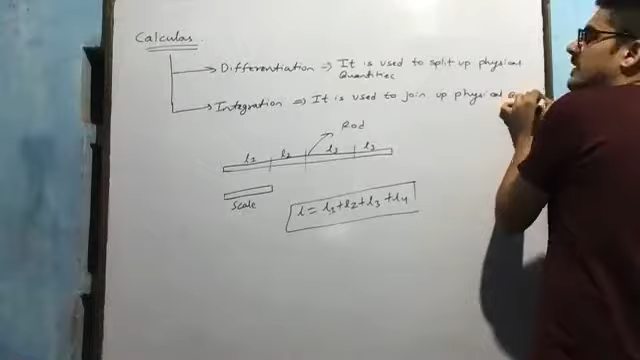 Calculas
Differentiation => It is used to split up physical
Quantities
Integration => It is used to join up physical
Rod
l1 l2 l3 l3
Scale
l = l1+l2+l3+l4